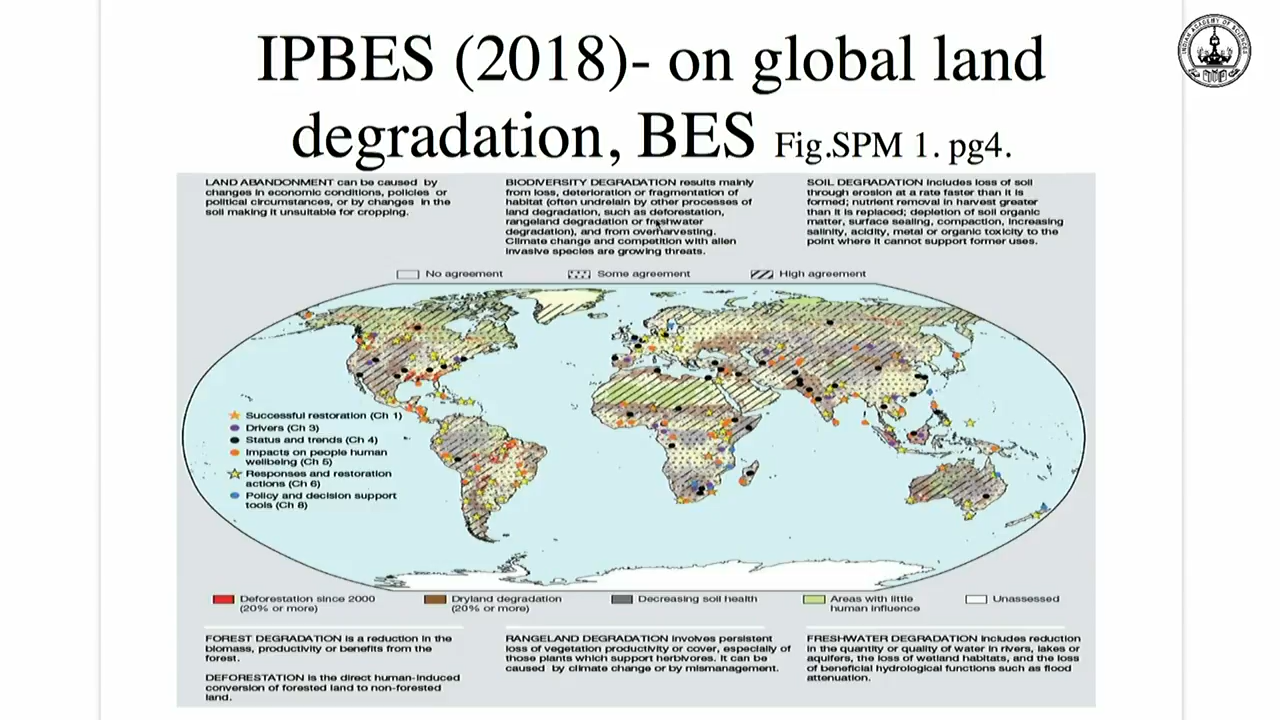 IPBES (2018)- on global land
degradation, BES Fig.SPM 1. pg4.
INDIAN ACADEMY OF SCIENCES
LAND ABANDONMENT can be caused by
changes in economic conditions, policies or
political circumstances, or by changes in the
soil making it unsuitable for cropping.
BIODIVERSITY DEGRADATION results mainly
from loss, deterioration or fragmentation of
habitat (often undrelain by other processes of
land degradation, such as deforestation,
rangeland degradation or freshwater
degradation), and from overharvesting.
Climate change and competition with alien
invasive species are growing threats.
SOIL DEGRADATION includes loss of soil
through erosion at a rate faster than it is
formed; nutrient removal in harvest greater
than it is replaced; depletion of soil organic
matter, surface sealing, compaction, increasing
salinity, acidity, metal or organic toxicity to the
point where it cannot support former uses.
No agreement
Some agreement
High agreement
Successful restoration (Ch 1)
Drivers (Ch 3)
Status and trends (Ch 4)
Impacts on people human
wellbeing (Ch 5)
Responses and restoration
actions (Ch 6)
Policy and decision support
tools (Ch 8)
Deforestation since 2000
(20% or more)
Dryland degradation
(20% or more)
Decreasing soil health
Areas with little
human influence
Unassessed
FOREST DEGRADATION is a reduction in the
biomass, productivity or benefits from the
forest.
DEFORESTATION is the direct human-induced
conversion of forested land to non-forested
land.
RANGELAND DEGRADATION involves persistent
loss of vegetation productivity or cover, especially of
those plants which support herbivores. It can be
caused by climate change or by mismanagement.
FRESHWATER DEGRADATION includes reduction
in the quantity or quality of water in rivers, lakes or
aquifers, the loss of wetland habitats, and the loss
of beneficial hydrological functions such as flood
attenuation.